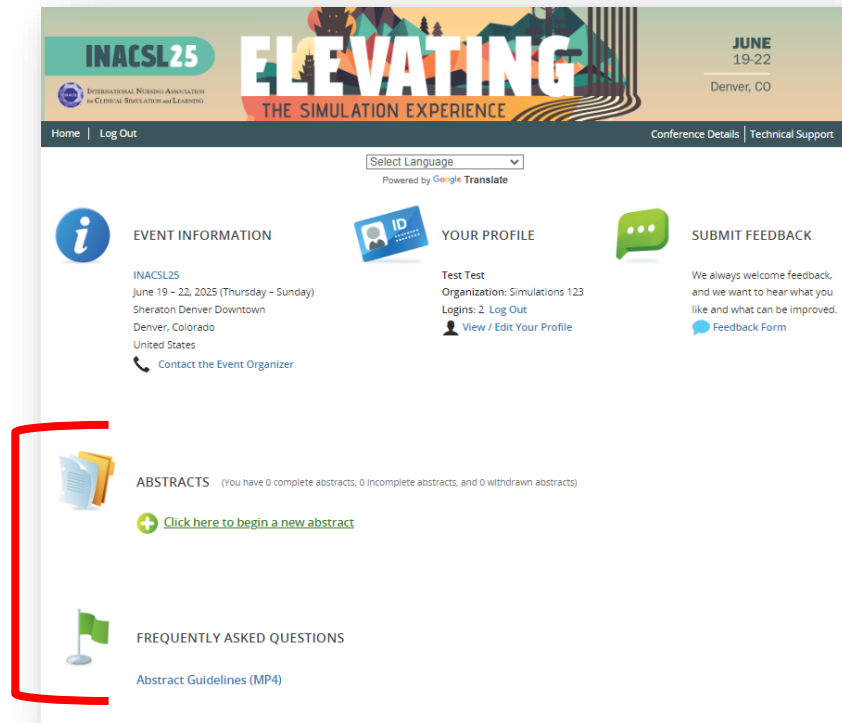 INACSL25
INTERNATIONAL NURSING ASSOCIATION
for CLINICAL SIMULATION and LEARNING
ELEVATING
THE SIMULATION EXPERIENCE
JUNE
19-22
Denver, CO
Home | Log Out
Conference Details | Technical Support
Select Language
Powered by Google Translate
EVENT INFORMATION
INACSL25
June 19 – 22, 2025 (Thursday – Sunday)
Sheraton Denver Downtown
Denver, Colorado
United States
Contact the Event Organizer
ID
YOUR PROFILE
Test Test
Organization: Simulations 123
Logins: 2 Log Out
View / Edit Your Profile
SUBMIT FEEDBACK
We always welcome feedback,
and we want to hear what you
like and what can be improved.
Feedback Form
ABSTRACTS (You have 0 complete abstracts, 0 incomplete abstracts, and 0 withdrawn abstracts)
Click here to begin a new abstract
FREQUENTLY ASKED QUESTIONS
Abstract Guidelines (MP4)